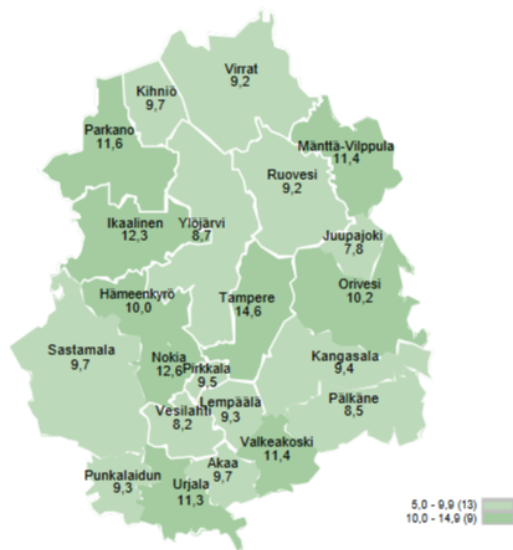 Virrat
9,2
Kihniö
9,7
Parkano
11,6
Mänttä-Vilppula
11,4
Ruovesi
9,2
Ikaalinen
12,3
Ylöjärvi
8,7
Juupajoki
7,8
Orivesi
10,2
Hämeenkyrö
10,0
Tampere
14,6
Sastamala
9,7
Nokia
12,6
Pirkkala
9,5
Kangasala
9,4
Lempäälä
9,3
Vesilahti
8,2
Pälkäne
8,5
Valkeakoski
11,4
Akaa
9,7
Punkalaidun
9,3
Urjala
11,3
5,0 - 9,9 (13)
10,0 - 14,9 (9)